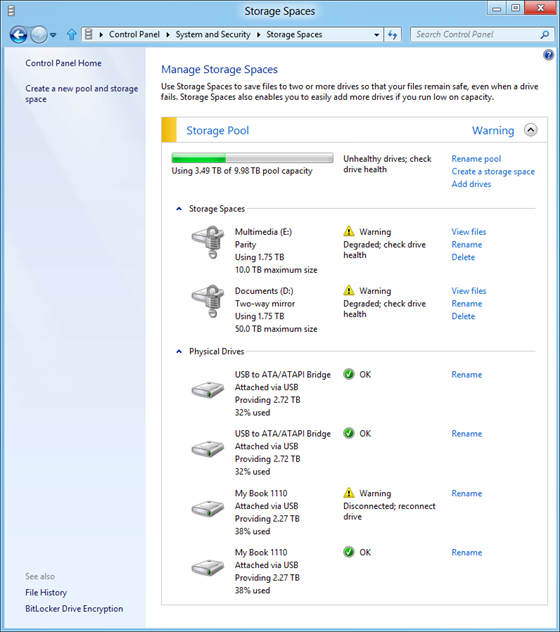 Storage Spaces
Control Panel
System and Security
Storage Spaces
Search Control Panel
Control Panel Home
Create a new pool and storage
space
Manage Storage Spaces
Use Storage Spaces to save files to two or more drives so that your files remain safe, even when a drive
fails. Storage Spaces also enables you to easily add more drives if you run low on capacity.
Storage Pool
Warning
Using 3.49 TB of 9.98 TB pool capacity
Unhealthy drives; check
drive health
Rename pool
Create a storage space
Add drives
Storage Spaces
Multimedia (E:)
Parity
Using 1.75 TB
10.0 TB maximum size
Warning
Degraded; check drive
health
View files
Rename
Delete
Documents (D:)
Two-way mirror
Using 1.75 TB
50.0 TB maximum size
Warning
Degraded; check drive
health
View files
Rename
Delete
Physical Drives
USB to ATA/ATAPI Bridge
Attached via USB
Providing 2.72 TB
32% used
OK
Rename
USB to ATA/ATAPI Bridge
Attached via USB
Providing 2.72 TB
32% used
OK
Rename
My Book 1110
Attached via USB
Providing 2.27 TB
38% used
Warning
Disconnected; reconnect
drive
Rename
My Book 1110
Attached via USB
Providing 2.27 TB
38% used
OK
Rename
See also
File History
BitLocker Drive Encryption